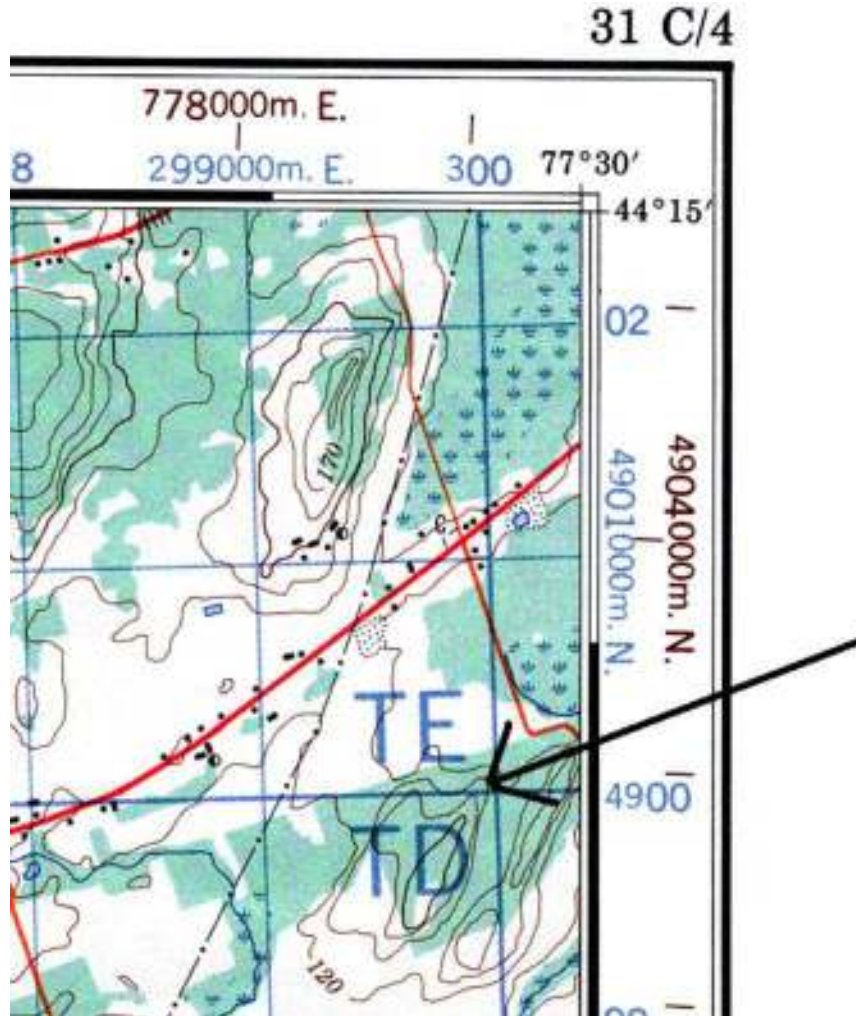 31 C/4
778000m. E.
8 299000m. E. 300 77°30′
44°15′
02
170
4901000m. N.
4904000m. N.
TE
4900
TD
120